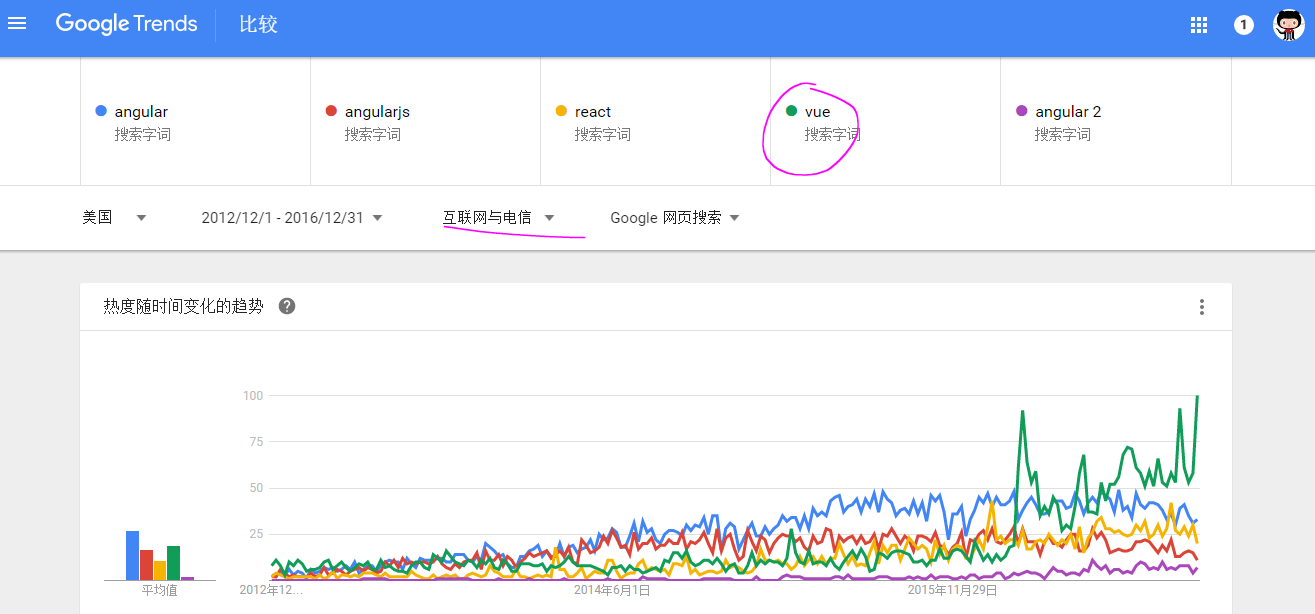 Google Trends 比较 1
angular angularjs react vue angular 2
搜索字词 搜索字词 搜索字词 搜索字词 搜索字词
美国 2012/12/1 - 2016/12/31 互联网与电信 Google 网页搜索
热度随时间变化的趋势 ?
100
75
50
25
平均值 2012年12... 2014年6月1日 2015年11月29日